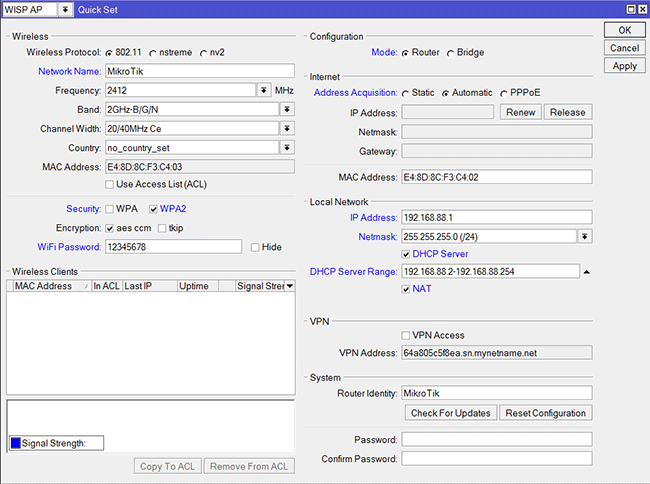 WISP AP
Quick Set
Wireless
Wireless Protocol: 802.11 nstreme nv2
Network Name: MikroTik
Frequency: 2412 MHz
Band: 2GHz-B/G/N
Channel Width: 20/40MHz Ce
Country: no_country_set
MAC Address: E4:8D:8C:F3:C4:03
Use Access List (ACL)
Security: WPA WPA2
Encryption: aes ccm tkip
WiFi Password: 12345678 Hide
Wireless Clients
MAC Address In ACL Last IP Uptime Signal Stren
Signal Strength:
Copy To ACL Remove From ACL
Configuration
Mode: Router Bridge
Internet
Address Acquisition: Static Automatic PPPoE
IP Address: Renew Release
Netmask:
Gateway:
MAC Address: E4:8D:8C:F3:C4:02
Local Network
IP Address: 192.168.88.1
Netmask: 255.255.255.0 (/24)
DHCP Server
DHCP Server Range: 192.168.88.2-192.168.88.254
NAT
VPN
VPN Access
VPN Address: 64a805c5f8ea.sn.mynetname.net
System
Router Identity: MikroTik
Check For Updates Reset Configuration
Password:
Confirm Password:
OK
Cancel
Apply